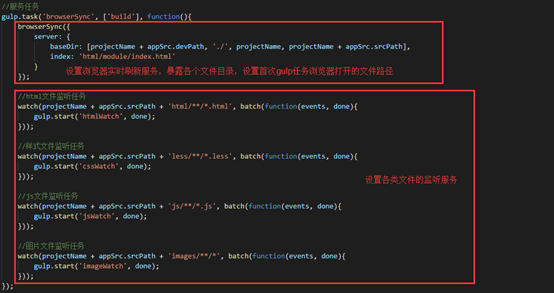 //服务任务
gulp.task('browserSync', ['build'], function(){
browserSync({
server: {
baseDir: [projectName + appSrc.devPath, './', projectName, projectName + appSrc.srcPath],
index: 'html/module/index.html'
}
设置浏览器实时刷新服务，暴露各个文件目录，设置首次gulp任务浏览器打开的文件路径
});
//html文件监听任务
watch(projectName + appSrc.srcPath + 'html/**/*.html', batch(function(events, done){
gulp.start('htmlWatch', done);
}));
//样式文件监听任务
watch(projectName + appSrc.srcPath + 'less/**/*.less', batch(function(events, done){
gulp.start('cssWatch', done);
}));
设置各类文件的监听服务
//js文件监听任务
watch(projectName + appSrc.srcPath + 'js/**/*.js', batch(function(events, done){
gulp.start('jsWatch', done);
}));
//图片文件监听任务
watch(projectName + appSrc.srcPath + 'images/**/*', batch(function(events, done){
gulp.start('imageWatch', done);
}));
});